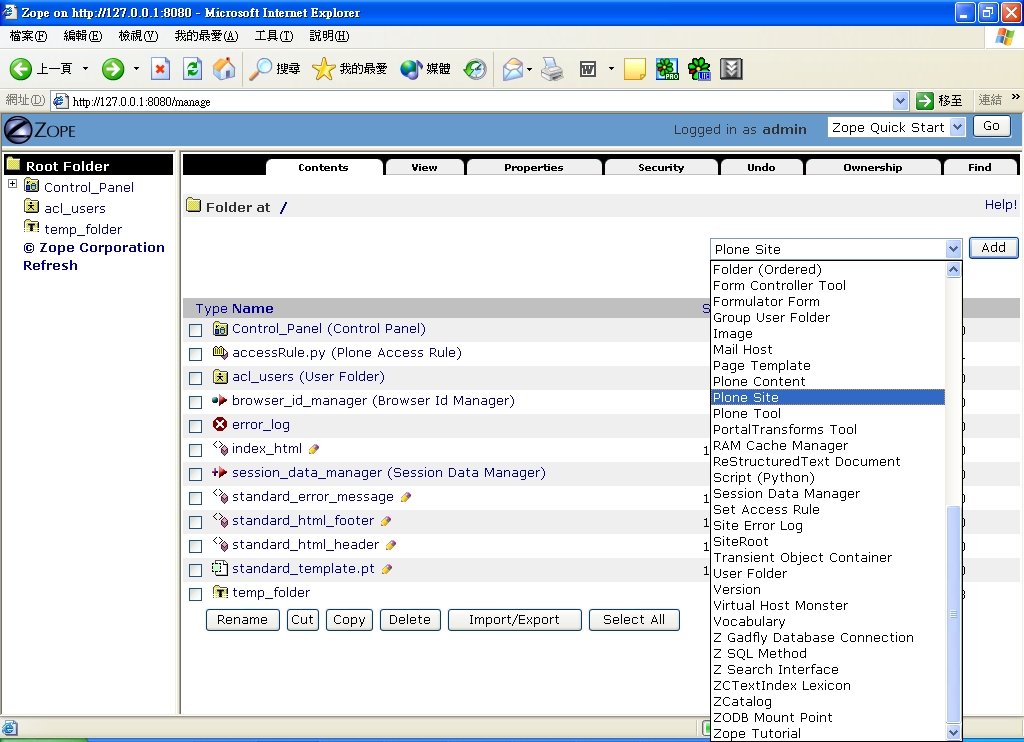 Zope on http://127.0.0.1:8080 - Microsoft Internet Explorer
檔案(F) 編輯(E) 檢視(V) 我的最愛(A) 工具(T) 說明(H)
上一頁 搜尋 我的最愛 媒體
網址(D) http://127.0.0.1:8080/manage 移至 連結 »
ZOPE Logged in as admin Zope Quick Start Go
Root Folder
Control_Panel
acl_users
temp_folder
© Zope Corporation
Refresh
Contents View Properties Security Undo Ownership Find
Folder at / Help!
Plone Site Add
Type Name S
Control_Panel (Control Panel)
accessRule.py (Plone Access Rule)
acl_users (User Folder)
browser_id_manager (Browser Id Manager)
error_log
index_html 1
session_data_manager (Session Data Manager)
standard_error_message 1
standard_html_footer 1
standard_html_header 1
standard_template.pt 1
temp_folder
Rename Cut Copy Delete Import/Export Select All
Folder (Ordered)
Form Controller Tool
Formulator Form
Group User Folder
Image
Mail Host
Page Template
Plone Content
Plone Site
Plone Tool
PortalTransforms Tool
RAM Cache Manager
ReStructuredText Document
Script (Python)
Session Data Manager
Set Access Rule
Site Error Log
SiteRoot
Transient Object Container
User Folder
Version
Virtual Host Monster
Vocabulary
Z Gadfly Database Connection
Z SQL Method
Z Search Interface
ZCTextIndex Lexicon
ZCatalog
ZODB Mount Point
Zope Tutorial